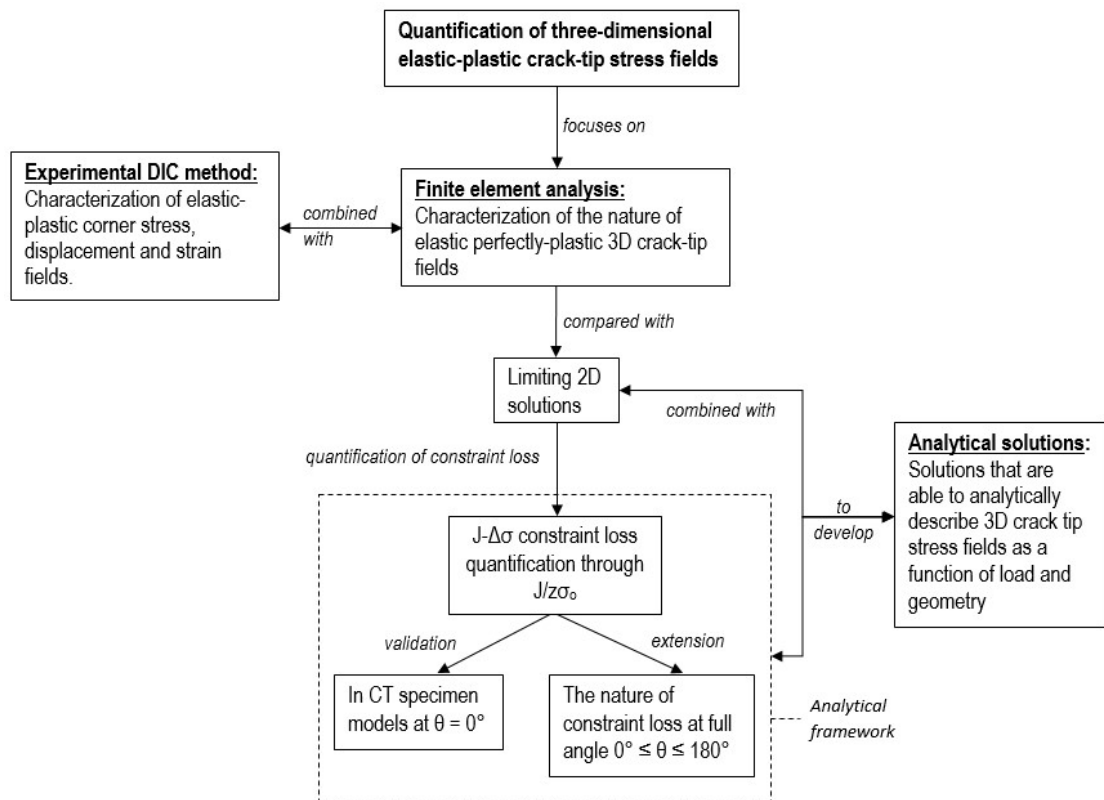 Quantification of three-dimensional
elastic-plastic crack-tip stress fields
focuses on
Experimental DIC method:
Characterization of elastic-
plastic corner stress,
displacement and strain
fields.
combined
with
Finite element analysis:
Characterization of the nature of
elastic perfectly-plastic 3D crack-tip
fields
compared with
Limiting 2D
solutions
combined with
quantification of constraint loss
Analytical solutions:
Solutions that are
able to analytically
describe 3D crack tip
stress fields as a
function of load and
geometry
to
develop
J-Δσ constraint loss
quantification through
J/zσₒ
validation
extension
In CT specimen
models at θ = 0°
The nature of
constraint loss at full
angle 0° ≤ θ ≤ 180°
Analytical
framework